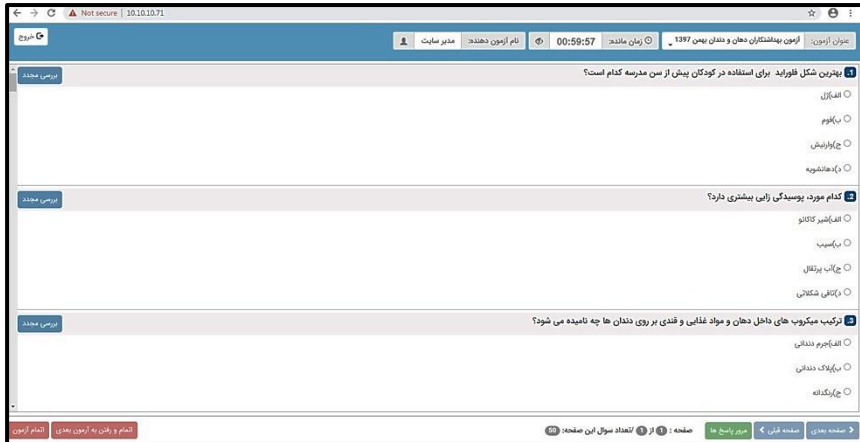 Not secure | 10.10.10.71
عنوان آزمون: آزمون بهداشتکاران دهان و دندان بهمن 1397 زمان مانده: 00:59:57 نام آزمون دهنده: مدیر سایت خروج
1. بهترین شکل فلوراید برای استفاده در کودکان پیش از سن مدرسه کدام است؟ بررسی مجدد
الف)ژل
ب)فوم
ج)وارنیش
د)دهانشویه
2. کدام مورد، پوسیدگی زایی بیشتری دارد؟ بررسی مجدد
الف)شیر کاکائو
ب)سیب
ج)آب پرتقال
د)تافی شکلاتی
3. ترکیب میکروب های داخل دهان و مواد غذایی و قندی بر روی دندان ها چه نامیده می شود؟ بررسی مجدد
الف)جرم دندانی
ب)پلاک دندانی
ج)رنگدانه
صفحه بعدی صفحه قبلی مرور پاسخ ها صفحه : 1 از 1 /تعداد سوال این صفحه: 50 اتمام و رفتن به آزمون بعدی اتمام آزمون